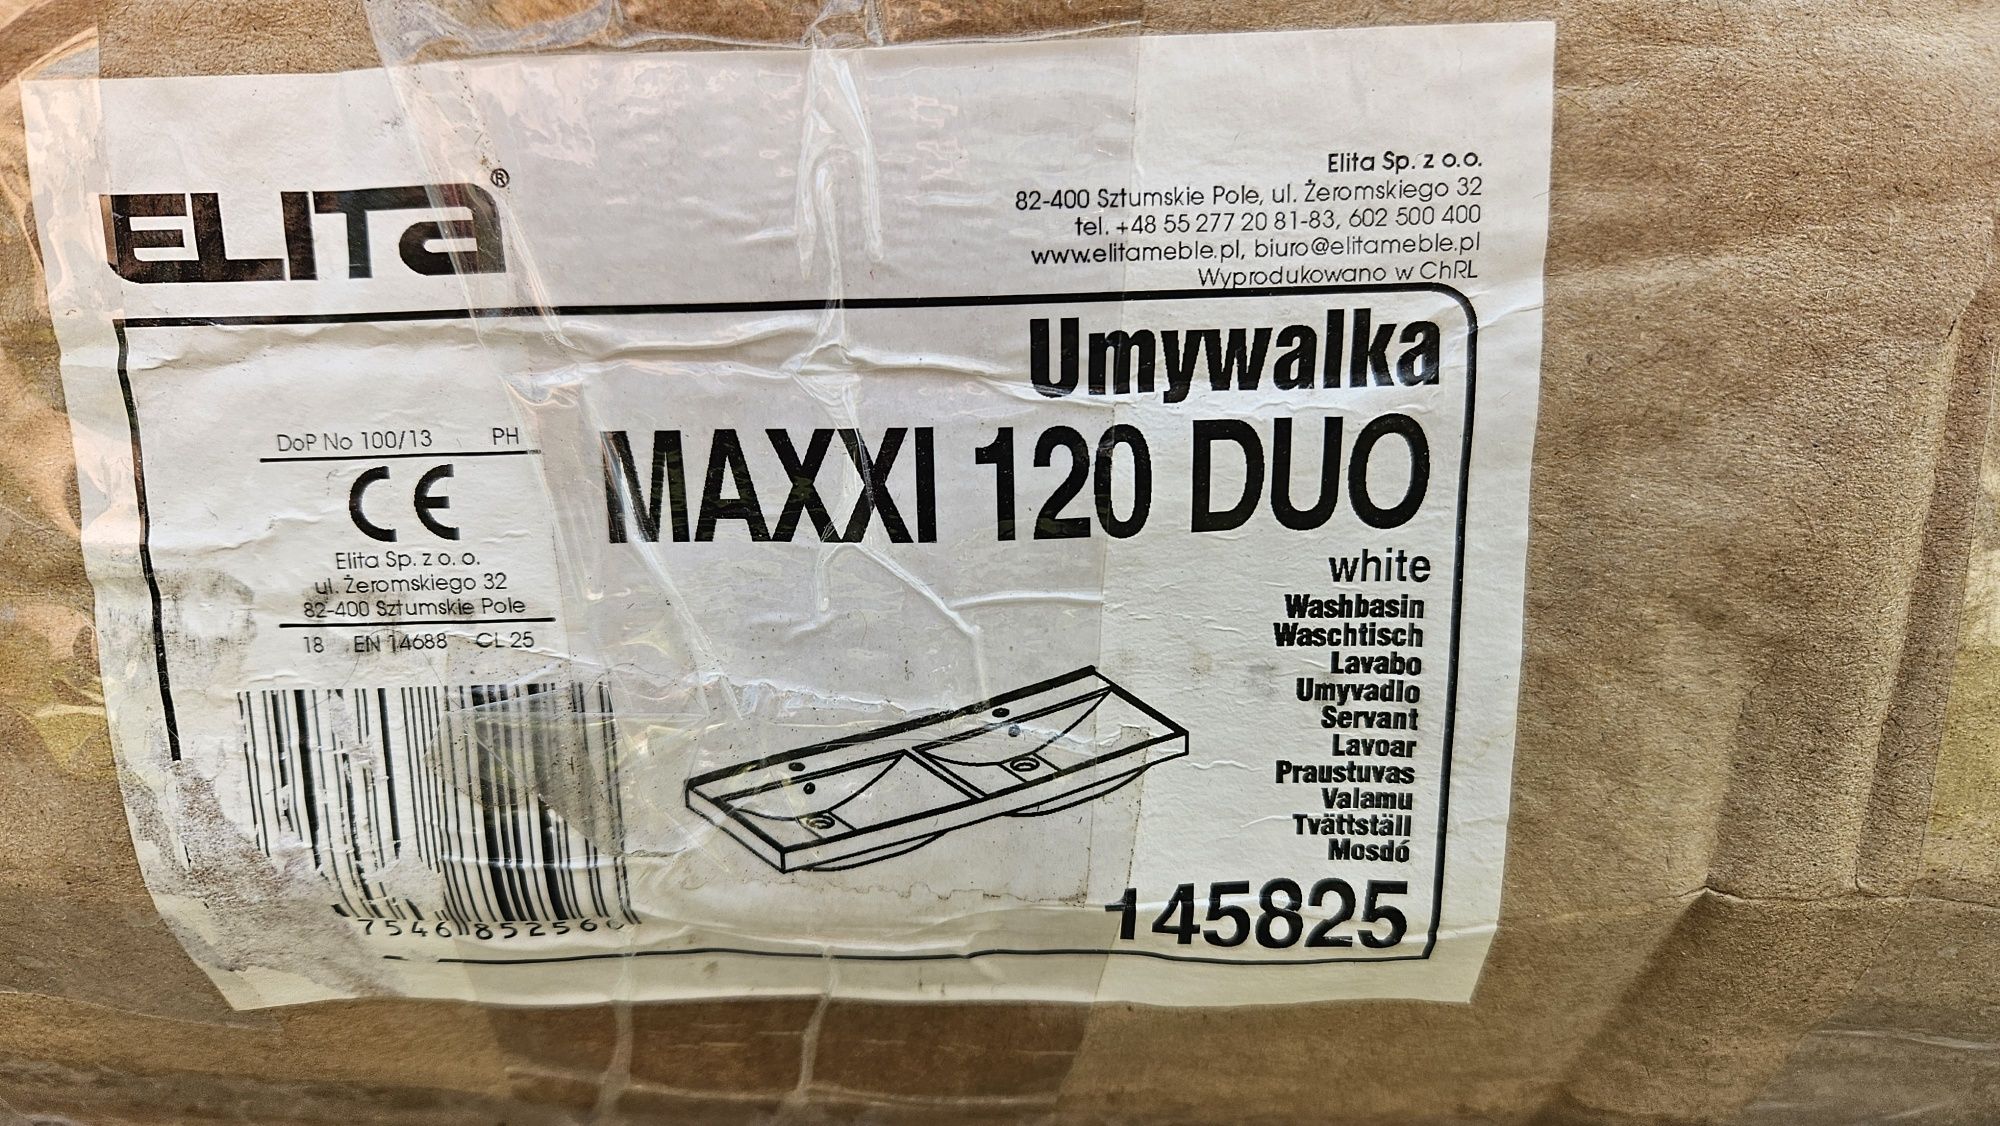 ELITa®
Elita Sp. z o.o.
82-400 Sztumskie Pole, ul. Żeromskiego 32
tel. +48 55 277 20 81-83, 602 500 400
www.elitameble.pl, biuro@elitameble.pl
Wyprodukowano w ChRL
Umywalka
MAXXI 120 DUO
white
Washbasin
Waschtisch
Lavabo
Umyvadlo
Servant
Lavoar
Praustuvas
Valamu
Tvättställ
Mosdó
145825
DoP No 100/13 PH
CE
Elita Sp. z o. o.
ul. Żeromskiego 32
82-400 Sztumskie Pole
18 EN 14688 CL 25
7546 85256